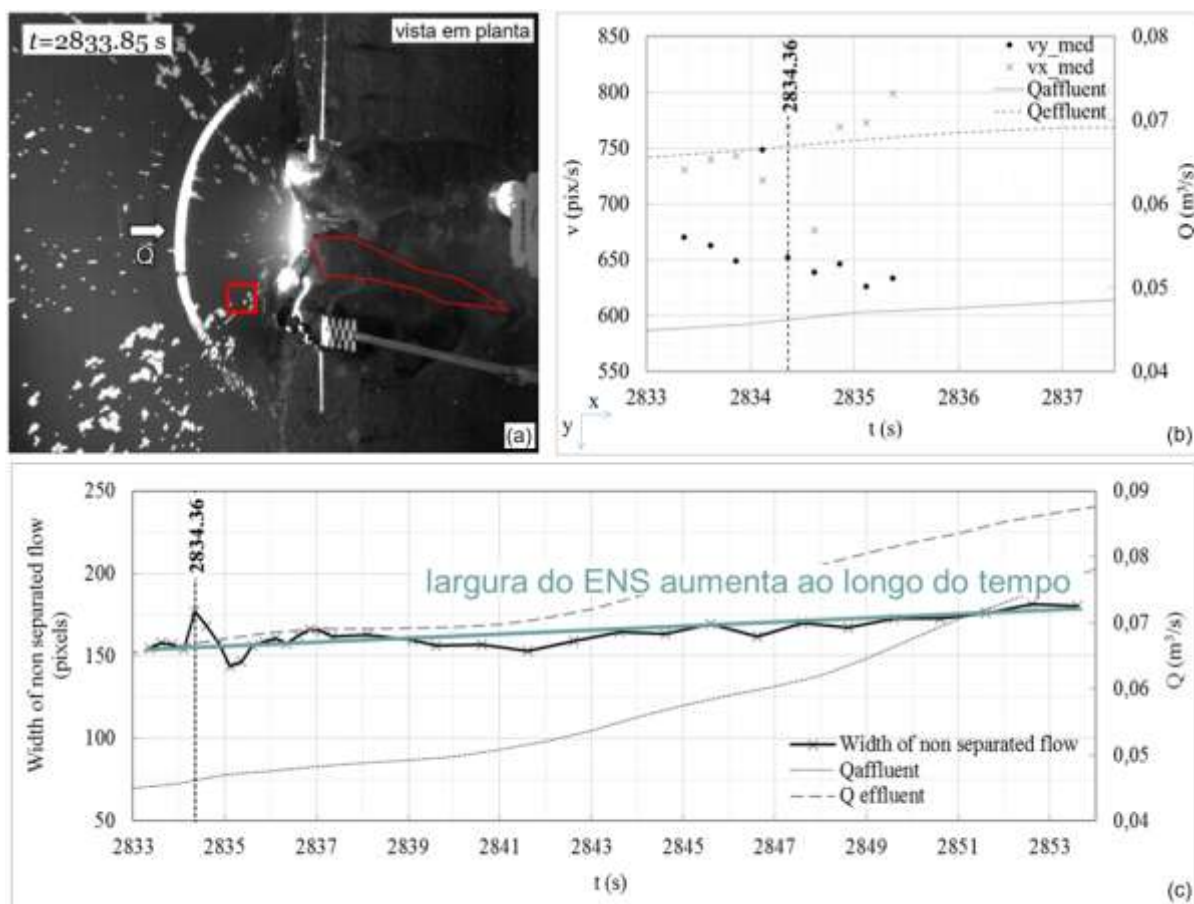 t=2833.85 s
vista em planta
Q
(a)
850
800
750
700
650
600
550
v (pix/s)
2834.36
vy_med
vx_med
Qaffluent
Qeffluent
0,08
0,07
0,06
0,05
0,04
Q (m³/s)
2833 2834 2835 2836 2837
t (s)
x
y
(b)
250
200
150
100
50
Width of non separated flow
(pixels)
2834.36
largura do ENS aumenta ao longo do tempo
Width of non separated flow
Qaffluent
Q effluent
0,09
0,08
0,07
0,06
0,05
0,04
Q (m³/s)
2833 2835 2837 2839 2841 2843 2845 2847 2849 2851 2853
t (s)
(c)